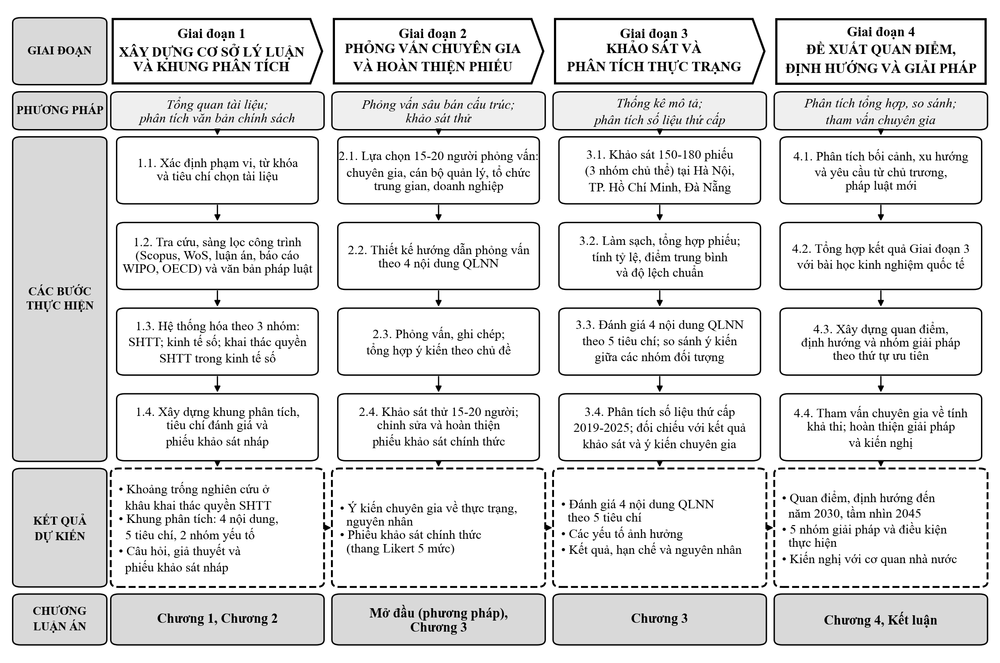 GIAI ĐOẠN
Giai đoạn 1
XÂY DỰNG CƠ SỞ LÝ LUẬN
VÀ KHUNG PHÂN TÍCH
Giai đoạn 2
PHỎNG VẤN CHUYÊN GIA
VÀ HOÀN THIỆN PHIẾU
Giai đoạn 3
KHẢO SÁT VÀ
PHÂN TÍCH THỰC TRẠNG
Giai đoạn 4
ĐỀ XUẤT QUAN ĐIỂM,
ĐỊNH HƯỚNG VÀ GIẢI PHÁP
PHƯƠNG PHÁP
Tổng quan tài liệu;
phân tích văn bản chính sách
Phỏng vấn sâu bán cấu trúc;
khảo sát thử
Thống kê mô tả;
phân tích số liệu thứ cấp
Phân tích tổng hợp, so sánh;
tham vấn chuyên gia
CÁC BƯỚC
THỰC HIỆN
1.1. Xác định phạm vi, từ khóa
và tiêu chí chọn tài liệu
2.1. Lựa chọn 15-20 người phỏng vấn:
chuyên gia, cán bộ quản lý, tổ chức
trung gian, doanh nghiệp
3.1. Khảo sát 150-180 phiếu
(3 nhóm chủ thể) tại Hà Nội,
TP. Hồ Chí Minh, Đà Nẵng
4.1. Phân tích bối cảnh, xu hướng
và yêu cầu từ chủ trương,
pháp luật mới
1.2. Tra cứu, sàng lọc công trình
(Scopus, WoS, luận án, báo cáo
WIPO, OECD) và văn bản pháp luật
2.2. Thiết kế hướng dẫn phỏng vấn
theo 4 nội dung QLNN
3.2. Làm sạch, tổng hợp phiếu;
tính tỷ lệ, điểm trung bình
và độ lệch chuẩn
4.2. Tổng hợp kết quả Giai đoạn 3
với bài học kinh nghiệm quốc tế
1.3. Hệ thống hóa theo 3 nhóm:
SHTT; kinh tế số; khai thác quyền
SHTT trong kinh tế số
2.3. Phỏng vấn, ghi chép;
tổng hợp ý kiến theo chủ đề
3.3. Đánh giá 4 nội dung QLNN
theo 5 tiêu chí; so sánh ý kiến
giữa các nhóm đối tượng
4.3. Xây dựng quan điểm,
định hướng và nhóm giải pháp
theo thứ tự ưu tiên
1.4. Xây dựng khung phân tích,
tiêu chí đánh giá và
phiếu khảo sát nháp
2.4. Khảo sát thử 15-20 người;
chỉnh sửa và hoàn thiện
phiếu khảo sát chính thức
3.4. Phân tích số liệu thứ cấp
2019-2025; đối chiếu với kết quả
khảo sát và ý kiến chuyên gia
4.4. Tham vấn chuyên gia về tính
khả thi; hoàn thiện giải pháp
và kiến nghị
KẾT QUẢ
DỰ KIẾN
• Khoảng trống nghiên cứu ở
khâu khai thác quyền SHTT
• Khung phân tích: 4 nội dung,
5 tiêu chí, 2 nhóm yếu tố
• Câu hỏi, giả thuyết và
phiếu khảo sát nháp
• Ý kiến chuyên gia về thực trạng,
nguyên nhân
• Phiếu khảo sát chính thức
(thang Likert 5 mức)
• Đánh giá 4 nội dung QLNN
theo 5 tiêu chí
• Các yếu tố ảnh hưởng
• Kết quả, hạn chế và nguyên nhân
• Quan điểm, định hướng đến
năm 2030, tầm nhìn 2045
• 5 nhóm giải pháp và điều kiện
thực hiện
• Kiến nghị với cơ quan nhà nước
CHƯƠNG
LUẬN ÁN
Chương 1, Chương 2
Mở đầu (phương pháp),
Chương 3
Chương 3
Chương 4, Kết luận